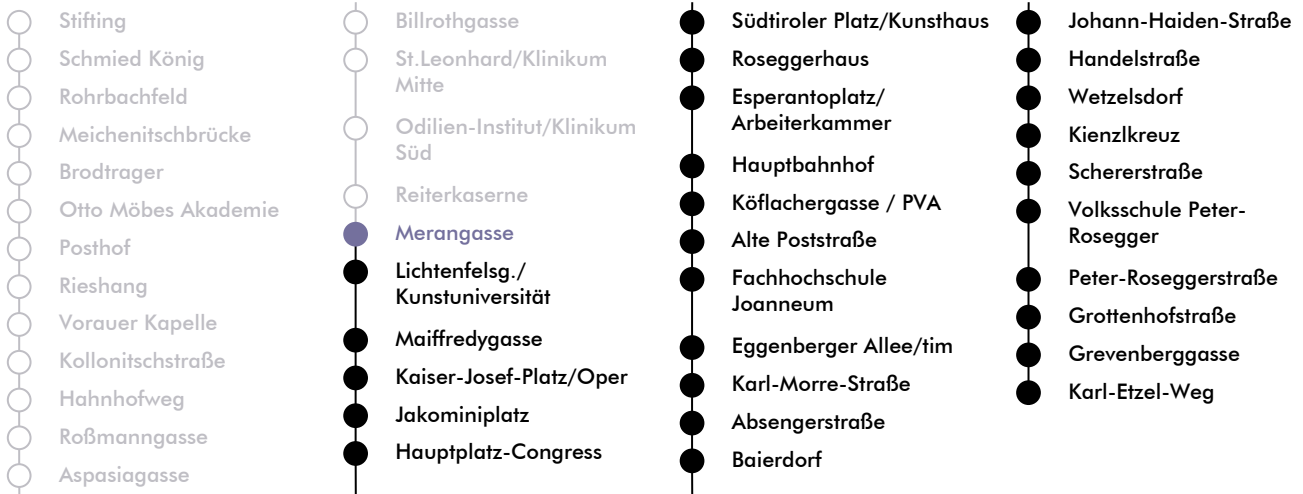 Stifting
Schmied König
Rohrbachfeld
Meichenitschbrücke
Brodtrager
Otto Möbes Akademie
Posthof
Rieshang
Vorauer Kapelle
Kollonitschstraße
Hahnhofweg
Roßmanngasse
Aspasiagasse
Billrothgasse
St.Leonhard/Klinikum
Mitte
Odilien-Institut/Klinikum
Süd
Reiterkaserne
Merangasse
Lichtenfelsg./
Kunstuniversität
Maiffredygasse
Kaiser-Josef-Platz/Oper
Jakominiplatz
Hauptplatz-Congress
Südtiroler Platz/Kunsthaus
Roseggerhaus
Esperantoplatz/
Arbeiterkammer
Hauptbahnhof
Köflachergasse / PVA
Alte Poststraße
Fachhochschule
Joanneum
Eggenberger Allee/tim
Karl-Morre-Straße
Absengerstraße
Baierdorf
Johann-Haiden-Straße
Handelstraße
Wetzelsdorf
Kienzlkreuz
Schererstraße
Volksschule Peter-
Rosegger
Peter-Roseggerstraße
Grottenhofstraße
Grevenberggasse
Karl-Etzel-Weg